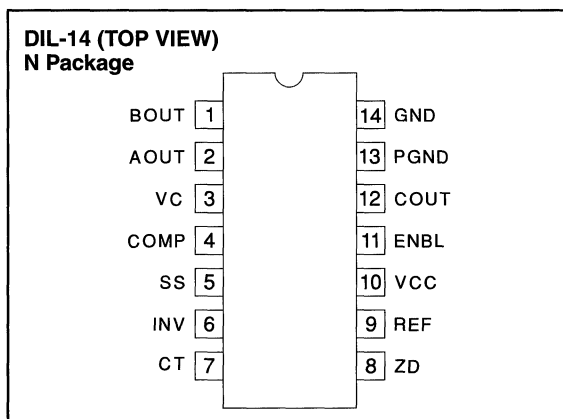 DIL-14 (TOP VIEW)
N Package
BOUT 1 14 GND
AOUT 2 13 PGND
VC 3 12 COUT
COMP 4 11 ENBL
SS 5 10 VCC
INV 6 9 REF
CT 7 8 ZD